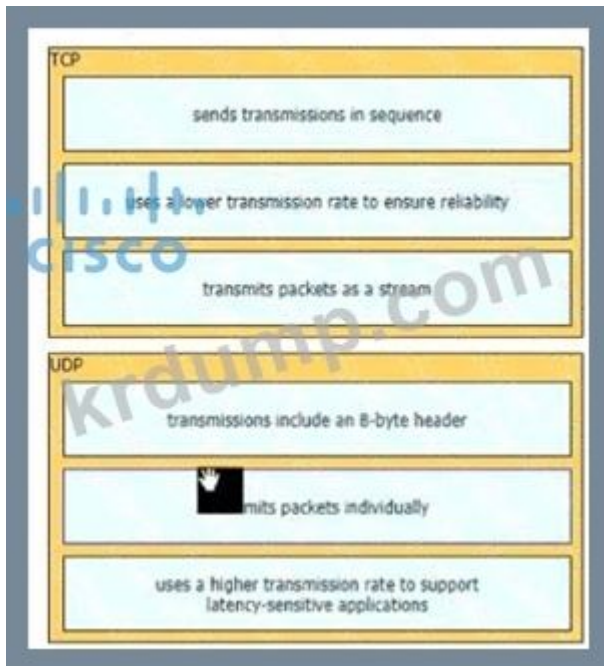 TCP
sends transmissions in sequence
uses a lower transmission rate to ensure reliability
transmits packets as a stream
CISCO
krdump.com
UDP
transmissions include an 8-byte header
mits packets individually
uses a higher transmission rate to support
latency-sensitive applications